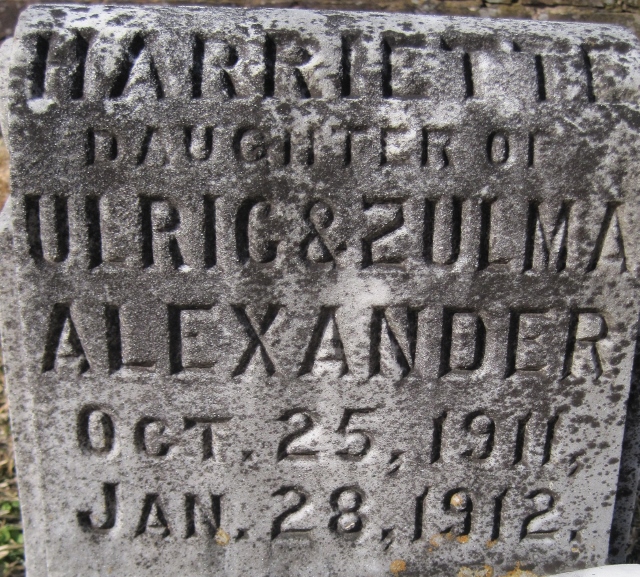 HARRIETTE
DAUGHTER OF
ULRIC & ZULMA
ALEXANDER
OCT. 25, 1911,
JAN. 28, 1912.